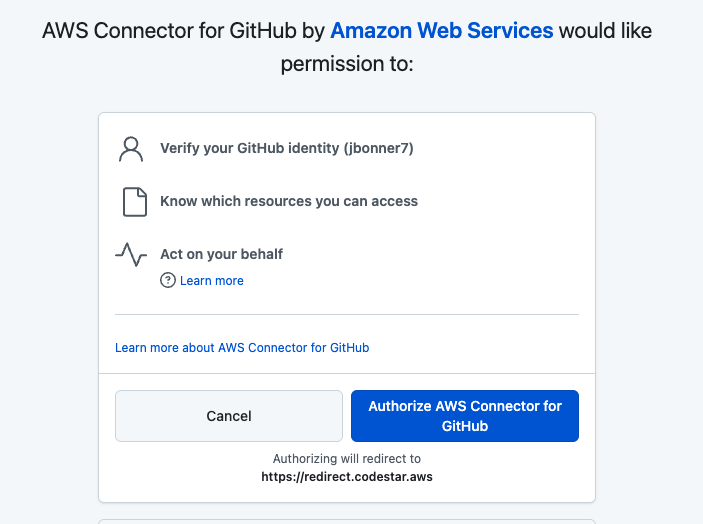 AWS Connector for GitHub by Amazon Web Services would like
permission to:
Verify your GitHub identity (jbonner7)
Know which resources you can access
Act on your behalf
Learn more
Learn more about AWS Connector for GitHub
Cancel
Authorize AWS Connector for
GitHub
Authorizing will redirect to
https://redirect.codestar.aws